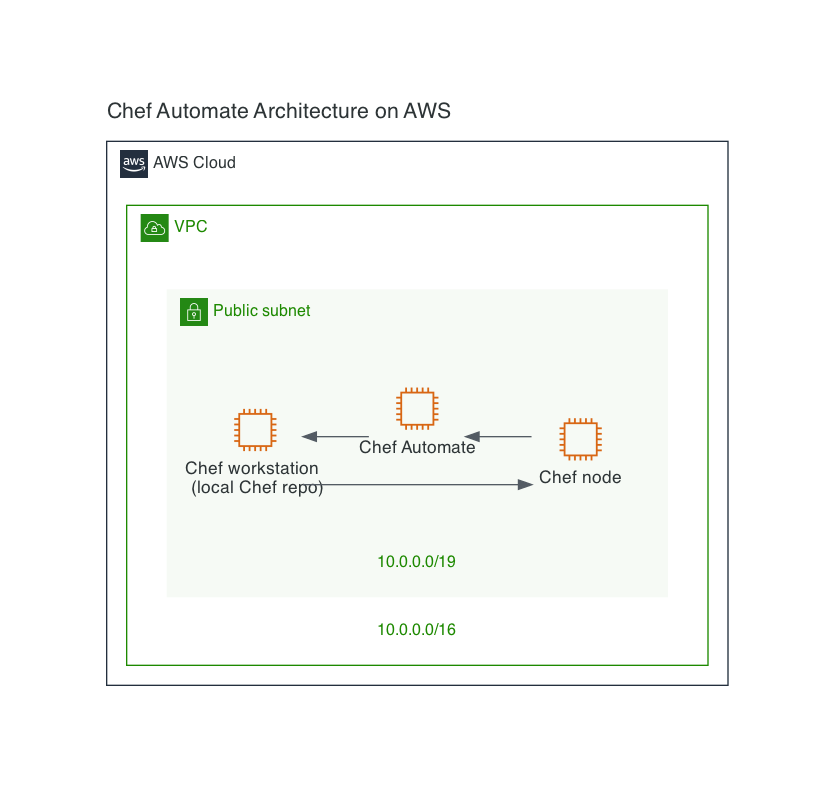 Chef Automate Architecture on AWS
aws
AWS Cloud
VPC
Public subnet
Chef Automate
Chef workstation
(local Chef repo)
Chef node
10.0.0.0/19
10.0.0.0/16